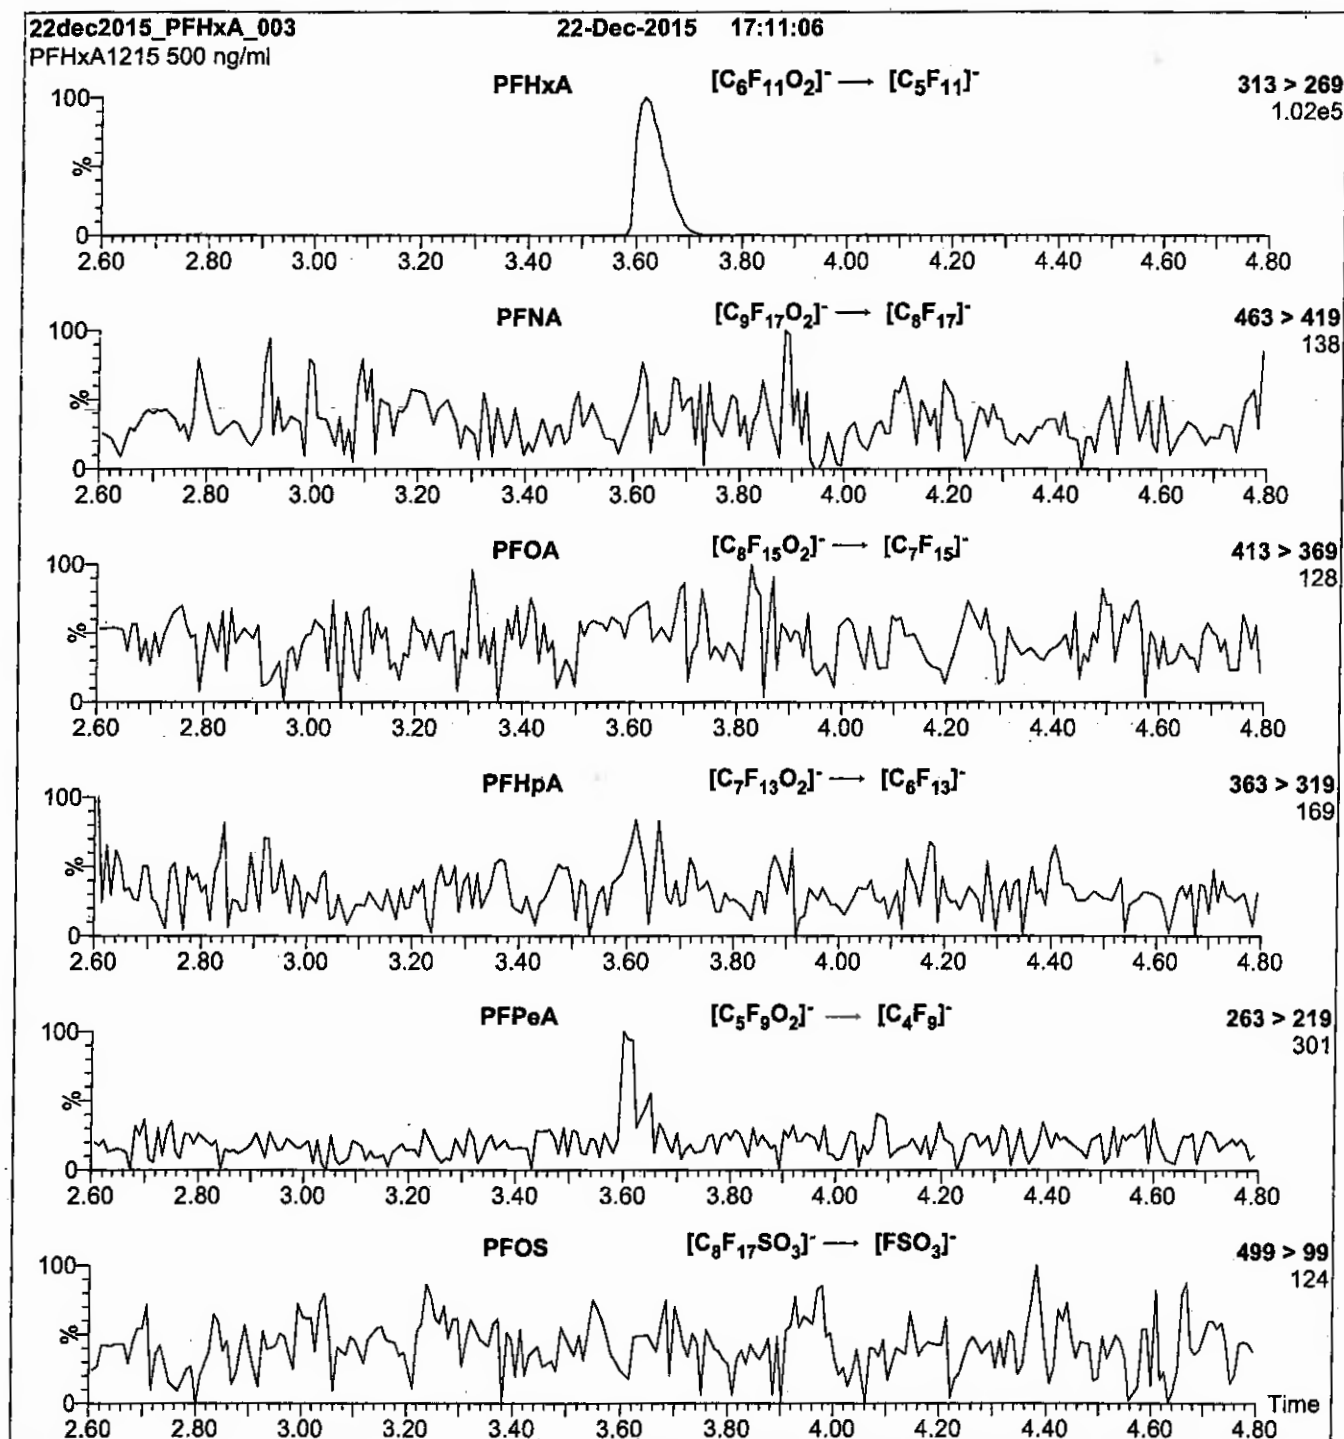 22dec2015_PFHxA_003 22-Dec-2015 17:11:06
PFHxA1215 500 ng/ml
PFHxA [C₆F₁₁O₂]⁻ → [C₅F₁₁]⁻ 313 > 269
1.02e5
100
%
0
2.60 2.80 3.00 3.20 3.40 3.60 3.80 4.00 4.20 4.40 4.60 4.80
PFNA [C₉F₁₇O₂]⁻ → [C₈F₁₇]⁻ 463 > 419
138
100
%
0
2.60 2.80 3.00 3.20 3.40 3.60 3.80 4.00 4.20 4.40 4.60 4.80
PFOA [C₈F₁₅O₂]⁻ → [C₇F₁₅]⁻ 413 > 369
128
100
%
0
2.60 2.80 3.00 3.20 3.40 3.60 3.80 4.00 4.20 4.40 4.60 4.80
PFHpA [C₇F₁₃O₂]⁻ → [C₆F₁₃]⁻ 363 > 319
169
100
%
0
2.60 2.80 3.00 3.20 3.40 3.60 3.80 4.00 4.20 4.40 4.60 4.80
PFPeA [C₅F₉O₂]⁻ → [C₄F₉]⁻ 263 > 219
301
100
%
0
2.60 2.80 3.00 3.20 3.40 3.60 3.80 4.00 4.20 4.40 4.60 4.80
PFOS [C₈F₁₇SO₃]⁻ → [FSO₃]⁻ 499 > 99
124
100
%
0
Time
2.60 2.80 3.00 3.20 3.40 3.60 3.80 4.00 4.20 4.40 4.60 4.80